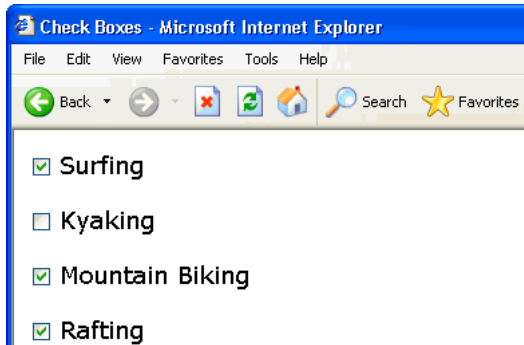 Check Boxes - Microsoft Internet Explorer
File Edit View Favorites Tools Help
Back Search Favorites
Surfing
Kyaking
Mountain Biking
Rafting